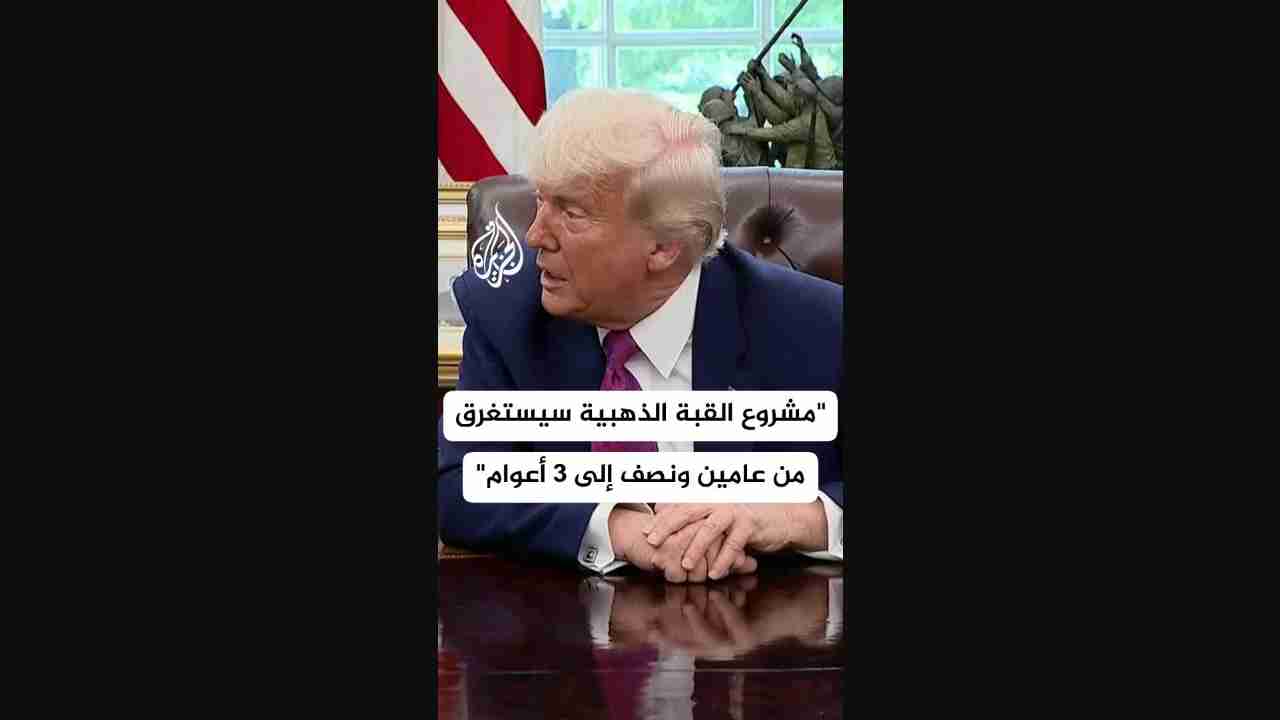 الجزيرة
"مشروع القبة الذهبية سيستغرق
من عامين ونصف إلى 3 أعوام"